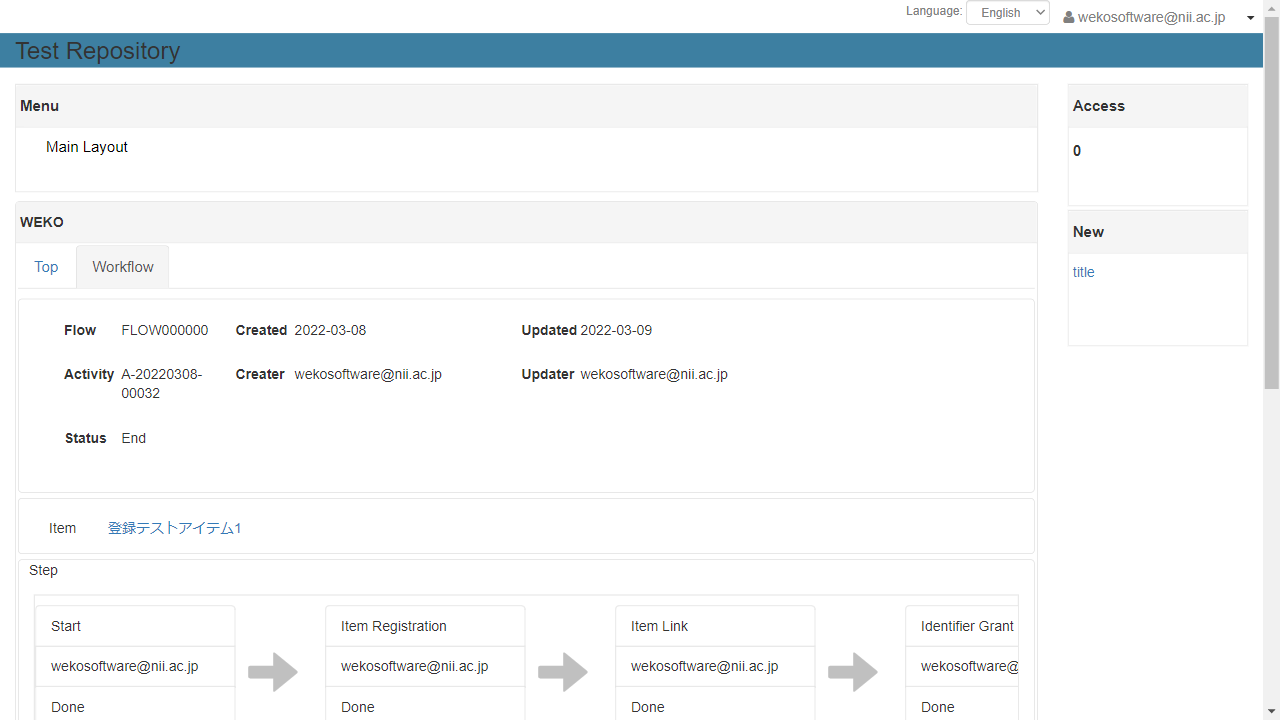 Language: English wekosoftware@nii.ac.jp
Test Repository
Menu
Main Layout
Access
0
New
title
WEKO
Top Workflow
Flow FLOW000000 Created 2022-03-08 Updated 2022-03-09
Activity A-20220308-
00032
Creater wekosoftware@nii.ac.jp Updater wekosoftware@nii.ac.jp
Status End
Item 登録テストアイテム1
Step
Start Item Registration Item Link Identifier Grant
wekosoftware@nii.ac.jp wekosoftware@nii.ac.jp wekosoftware@nii.ac.jp wekosoftware@
Done Done Done Done